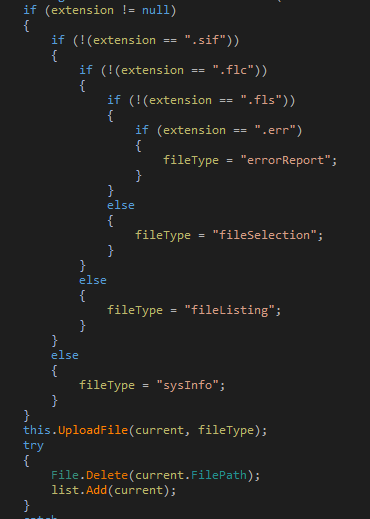 if (extension != null)
{
if (!(extension == ".sif"))
{
if (!(extension == ".flc"))
{
if (!(extension == ".fls"))
{
if (extension == ".err")
{
fileType = "errorReport";
}
}
else
{
fileType = "fileSelection";
}
}
else
{
fileType = "fileListing";
}
}
else
{
fileType = "sysInfo";
}
}
this.UploadFile(current, fileType);
try
{
File.Delete(current.FilePath);
list.Add(current);
}